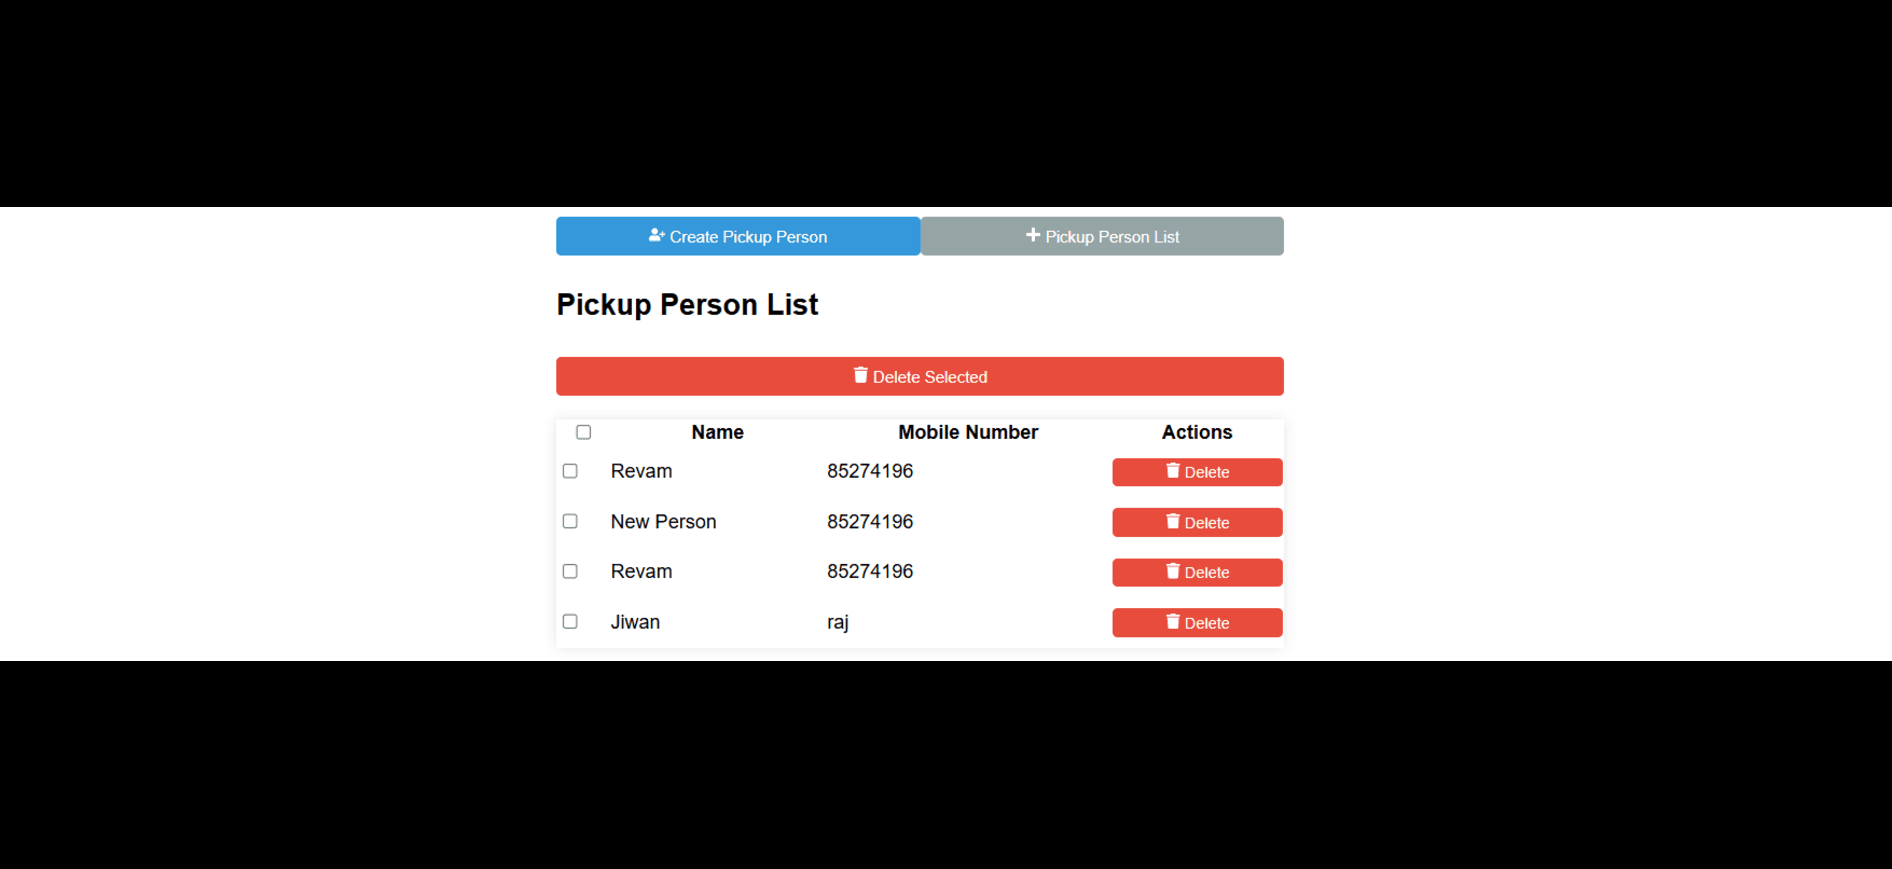 Create Pickup Person Pickup Person List
Pickup Person List
Delete Selected
Name Mobile Number Actions
Revam 85274196 Delete
New Person 85274196 Delete
Revam 85274196 Delete
Jiwan raj Delete